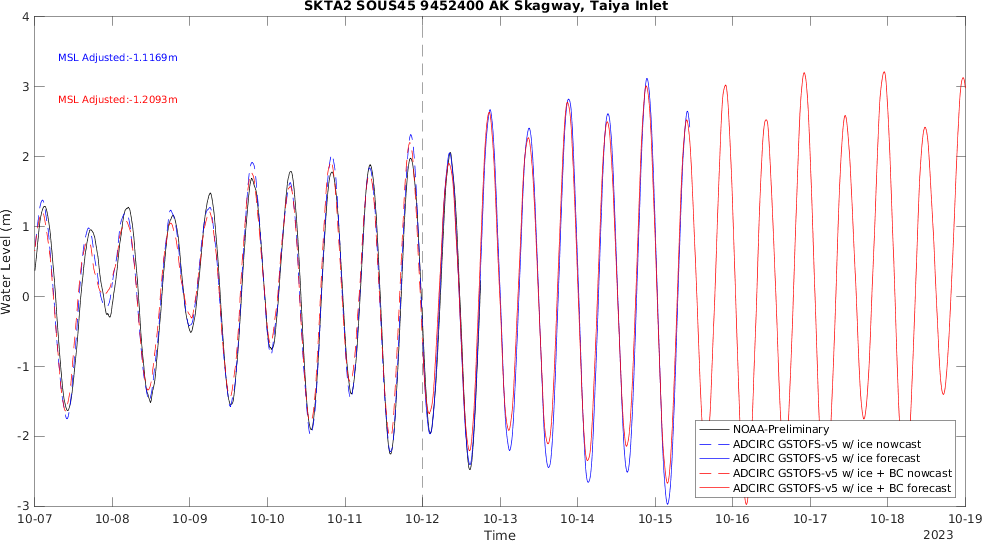 SKTA2 SOUS45 9452400 AK Skagway, Taiya Inlet
4
3
2
1
0
-1
-2
-3
Water Level (m)
MSL Adjusted:-1.1169m
MSL Adjusted:-1.2093m
NOAA-Preliminary
ADCIRC GSTOFS-v5 w/ ice nowcast
ADCIRC GSTOFS-v5 w/ ice forecast
ADCIRC GSTOFS-v5 w/ ice + BC nowcast
ADCIRC GSTOFS-v5 w/ ice + BC forecast
10-07 10-08 10-09 10-10 10-11 10-12 10-13 10-14 10-15 10-16 10-17 10-18 10-19
Time
2023